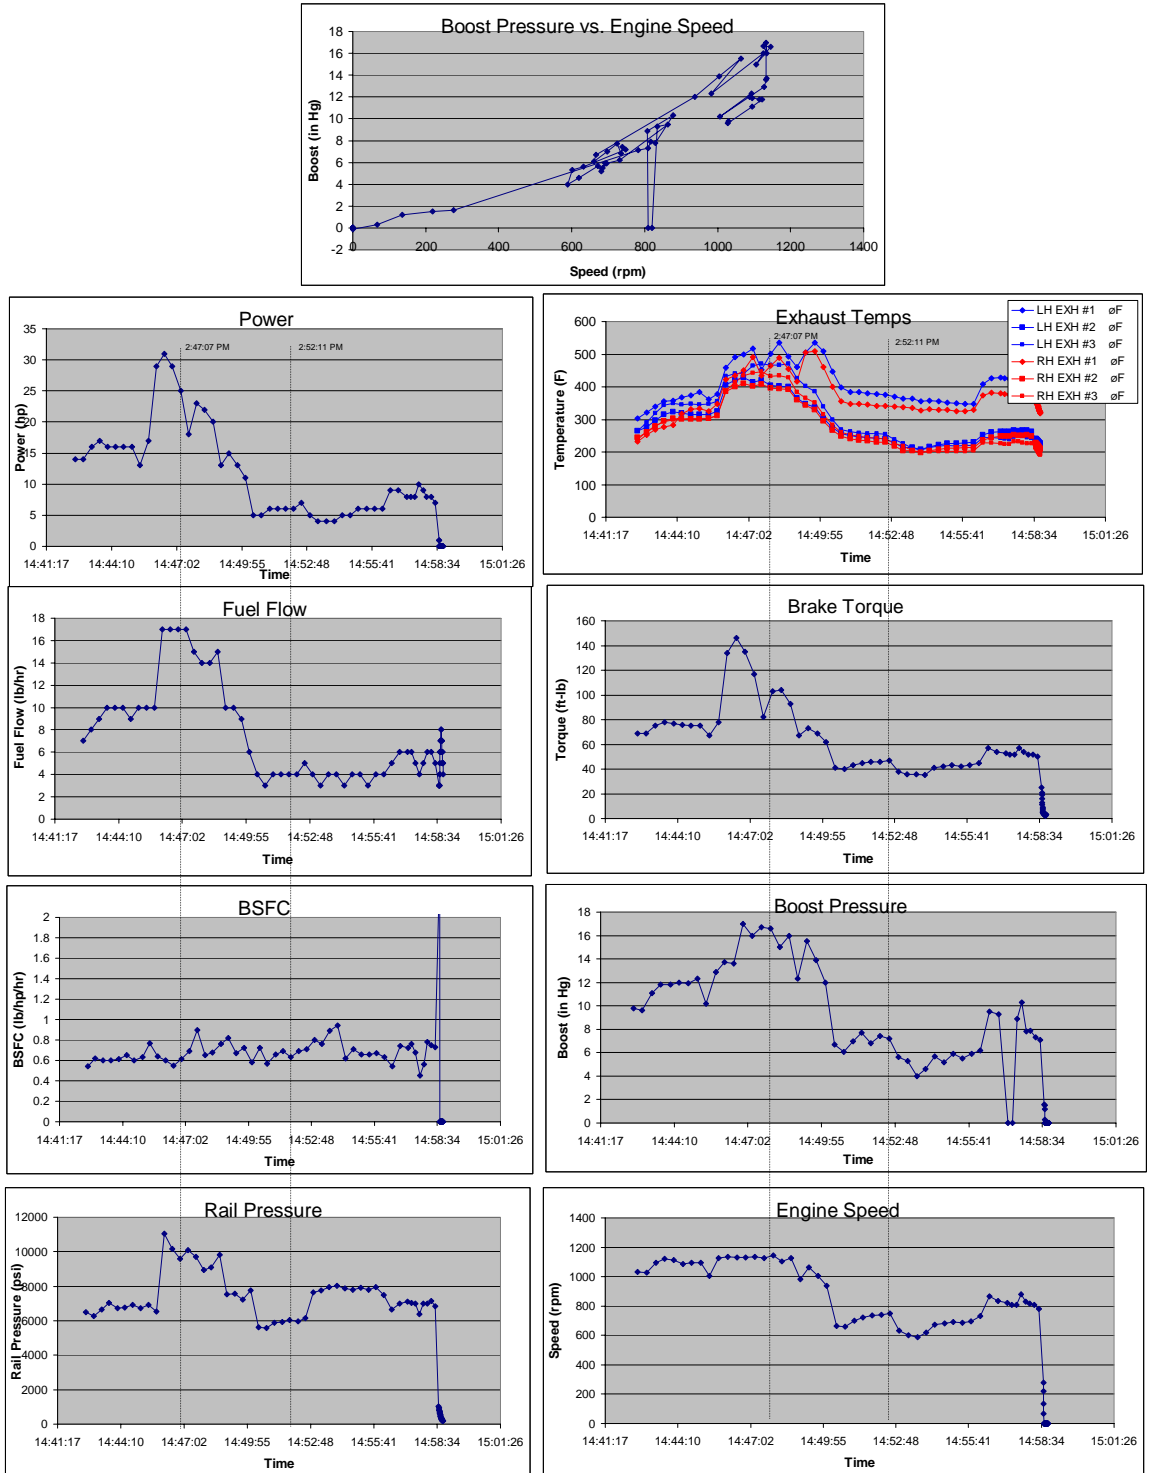 Boost Pressure vs. Engine Speed
18
16
14
12
10
8
6
4
2
0
-2
Boost (in Hg)
0 200 400 600 800 1000 1200 1400
Speed (rpm)
Power
35
30
25
20
15
10
5
0
Power (hp)
2:47:07 PM 2:52:11 PM
14:41:17 14:44:10 14:47:02 14:49:55 14:52:48 14:55:41 14:58:34 15:01:26
Time
Exhaust Temps
600
500
400
300
200
100
0
Temperature (F)
2:47:07 PM
2:52:11 PM
LH EXH #1 øF
LH EXH #2 øF
LH EXH #3 øF
RH EXH #1 øF
RH EXH #2 øF
RH EXH #3 øF
14:41:17 14:44:10 14:47:02 14:49:55 14:52:48 14:55:41 14:58:34 15:01:26
Time
Fuel Flow
18
16
14
12
10
8
6
4
2
0
Fuel Flow (lb/hr)
14:41:17 14:44:10 14:47:02 14:49:55 14:52:48 14:55:41 14:58:34 15:01:26
Time
Brake Torque
160
140
120
100
80
60
40
20
0
Torque (ft-lb)
14:41:17 14:44:10 14:47:02 14:49:55 14:52:48 14:55:41 14:58:34 15:01:26
Time
BSFC
2
1.8
1.6
1.4
1.2
1
0.8
0.6
0.4
0.2
0
BSFC (lb/hp/hr)
14:41:17 14:44:10 14:47:02 14:49:55 14:52:48 14:55:41 14:58:34 15:01:26
Time
Boost Pressure
18
16
14
12
10
8
6
4
2
0
Boost (in Hg)
14:41:17 14:44:10 14:47:02 14:49:55 14:52:48 14:55:41 14:58:34 15:01:26
Time
Rail Pressure
12000
10000
8000
6000
4000
2000
0
Rail Pressure (psi)
14:41:17 14:44:10 14:47:02 14:49:55 14:52:48 14:55:41 14:58:34 15:01:26
Time
Engine Speed
1400
1200
1000
800
600
400
200
0
Speed (rpm)
14:41:17 14:44:10 14:47:02 14:49:55 14:52:48 14:55:41 14:58:34 15:01:26
Time